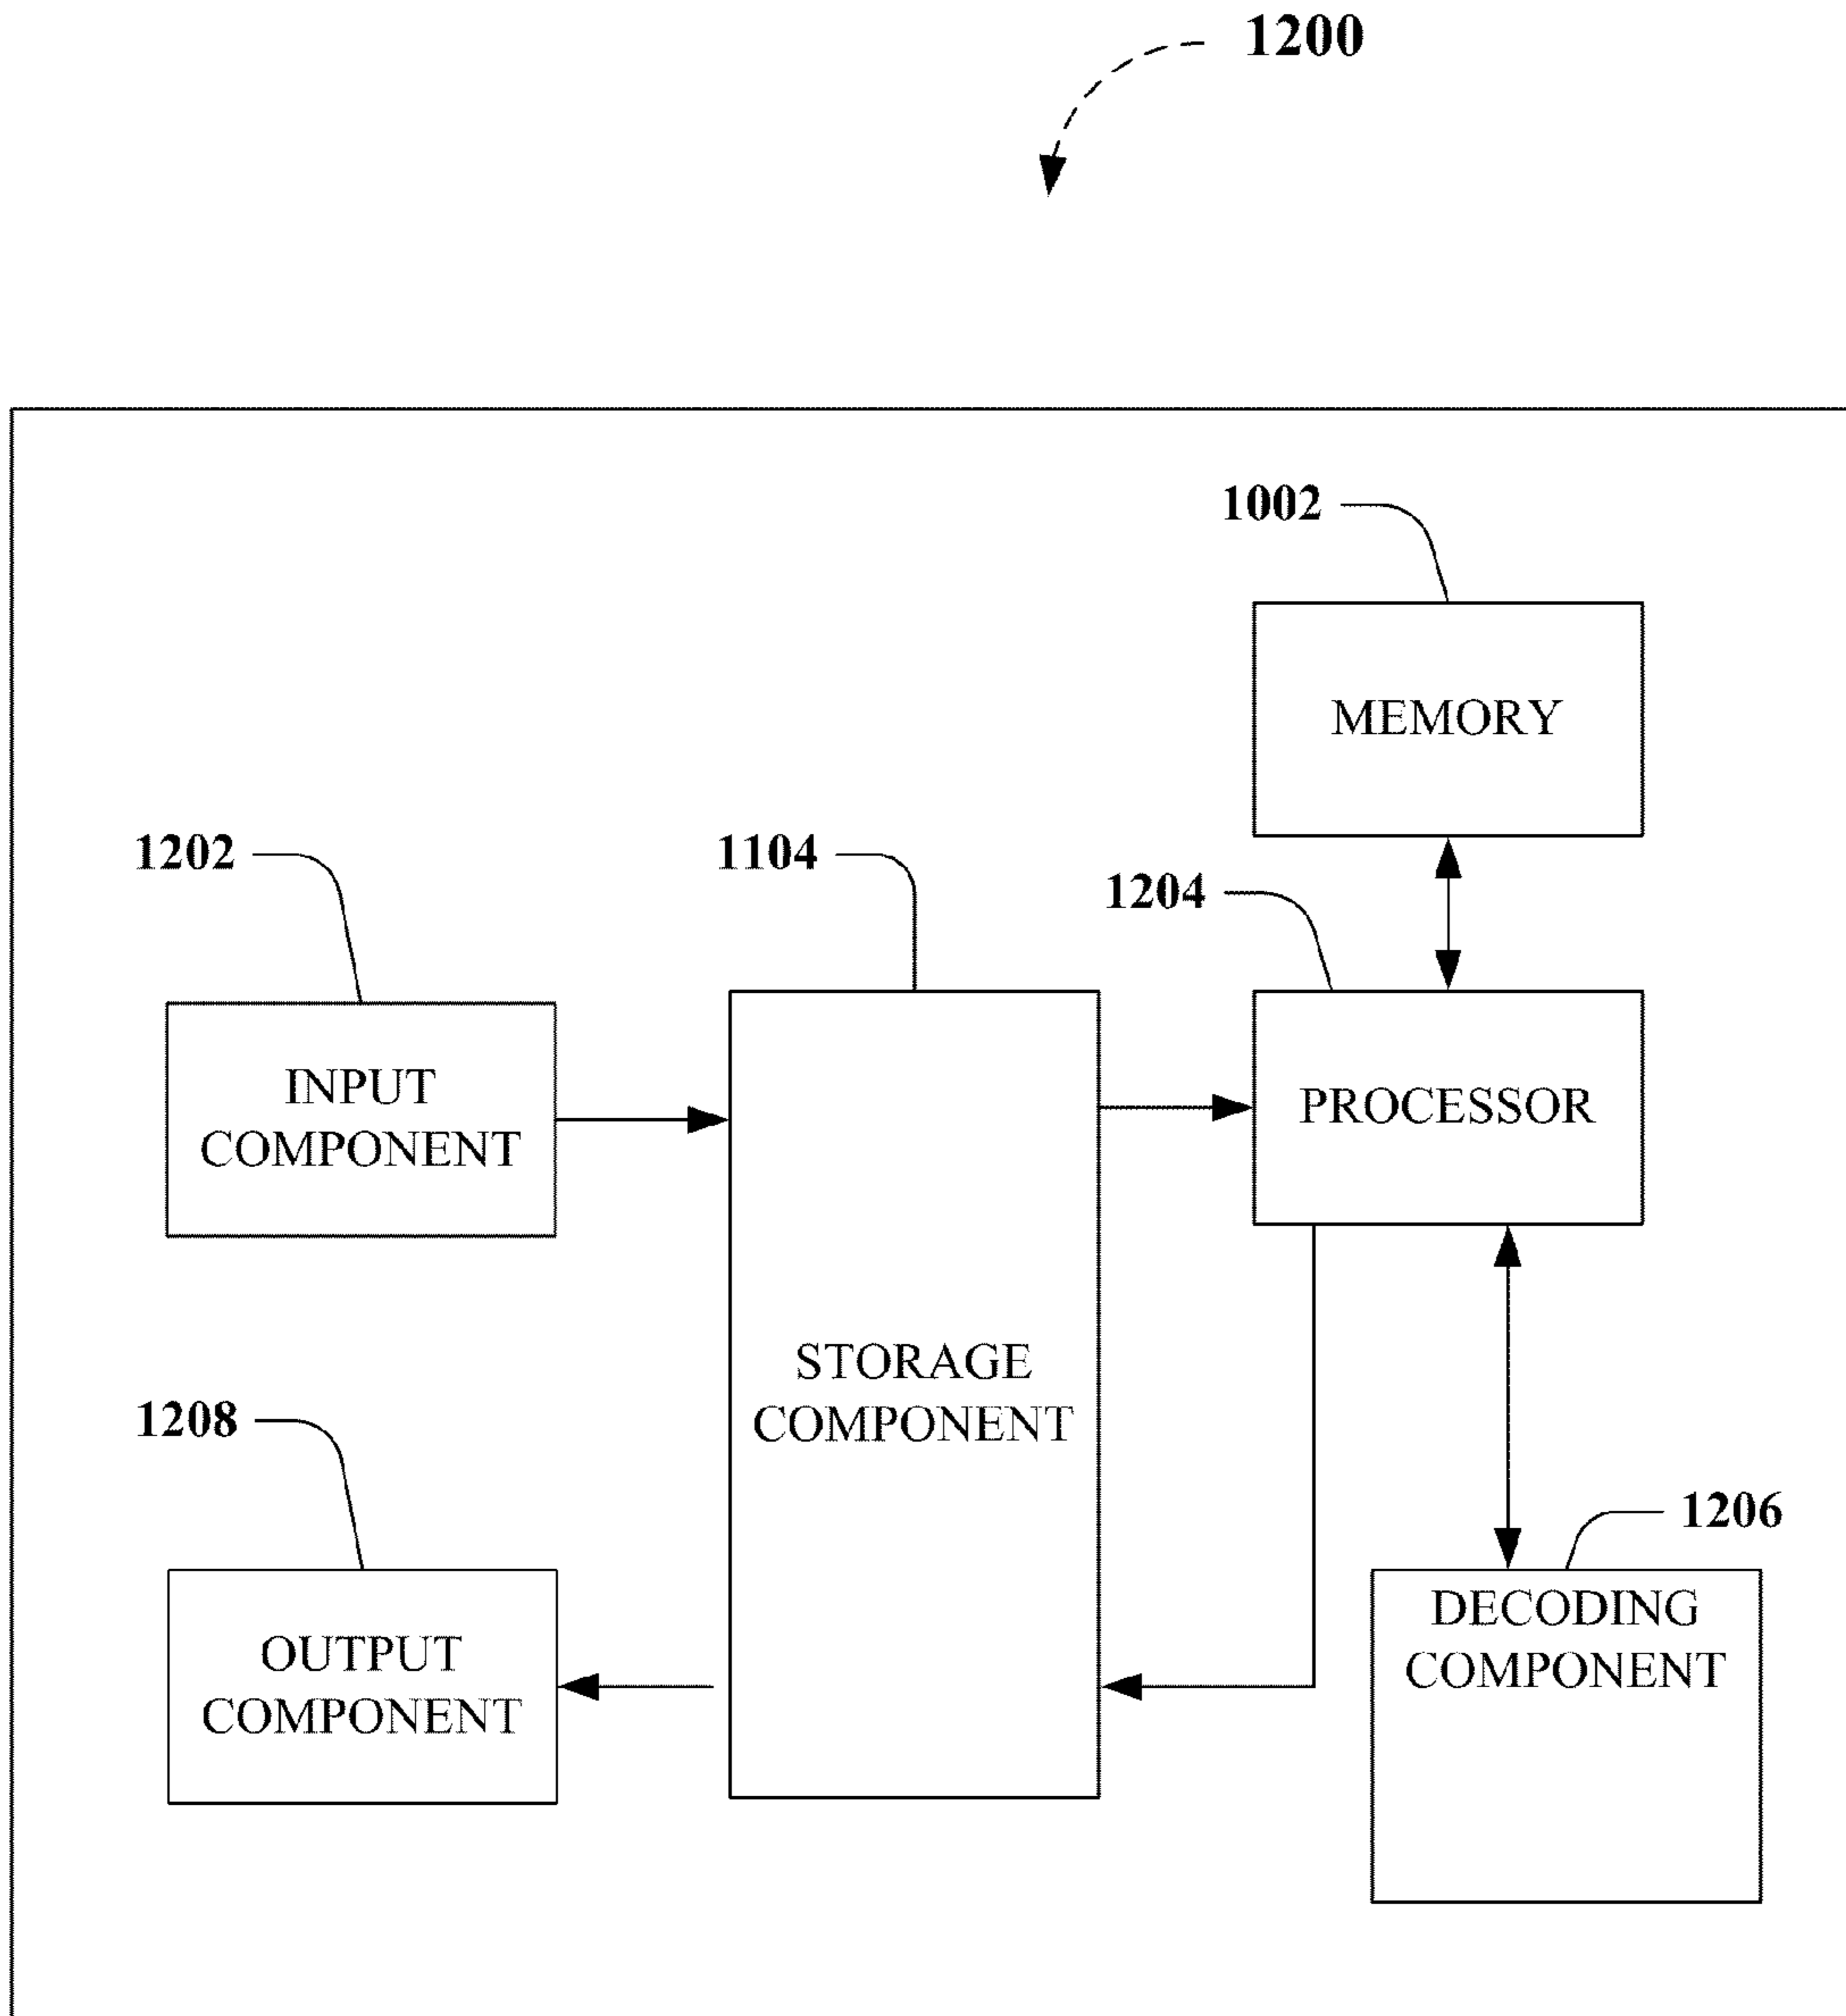 1200
1002
MEMORY
1202
1104
1204
INPUT
COMPONENT
PROCESSOR
STORAGE
COMPONENT
1208
1206
OUTPUT
COMPONENT
DECODING
COMPONENT